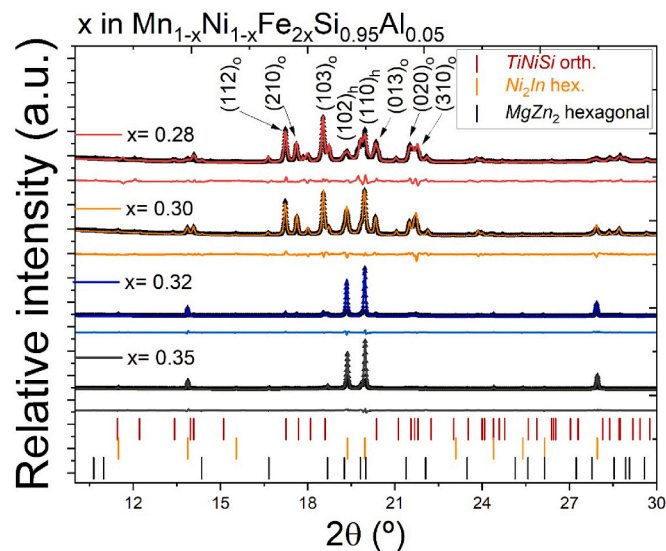 x in Mn1-xNi1-xFe2xSi0.95Al0.05
TiNiSi orth.
Ni2In hex.
MgZn2 hexagonal
(112)o
(210)o
(103)o
(102)h
(110)h
(013)o
(020)o
(310)o
x= 0.28
x= 0.30
x= 0.32
x= 0.35
Relative intensity (a.u.)
12 15 18 21 24 27 30
2θ (º)